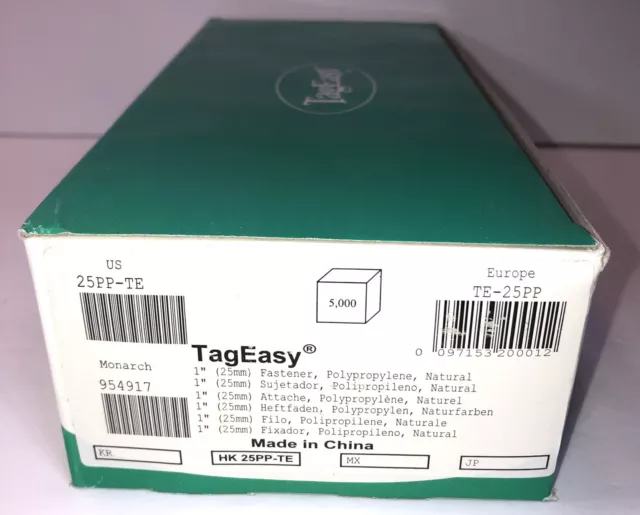 TagEasy
US
25PP-TE
5,000
Europe
TE-25PP
0 097153 200012
Monarch
954917
TagEasy®
1" (25mm) Fastener, Polypropylene, Natural
1" (25mm) Sujetador, Polipropileno, Natural
1" (25mm) Attache, Polypropylène, Naturel
1" (25mm) Heftfaden, Polypropylen, Naturfarben
1" (25mm) Filo, Polipropilene, Naturale
1" (25mm) Fixador, Polipropileno, Natural
Made in China
KR
HK 25PP-TE
MX
JP